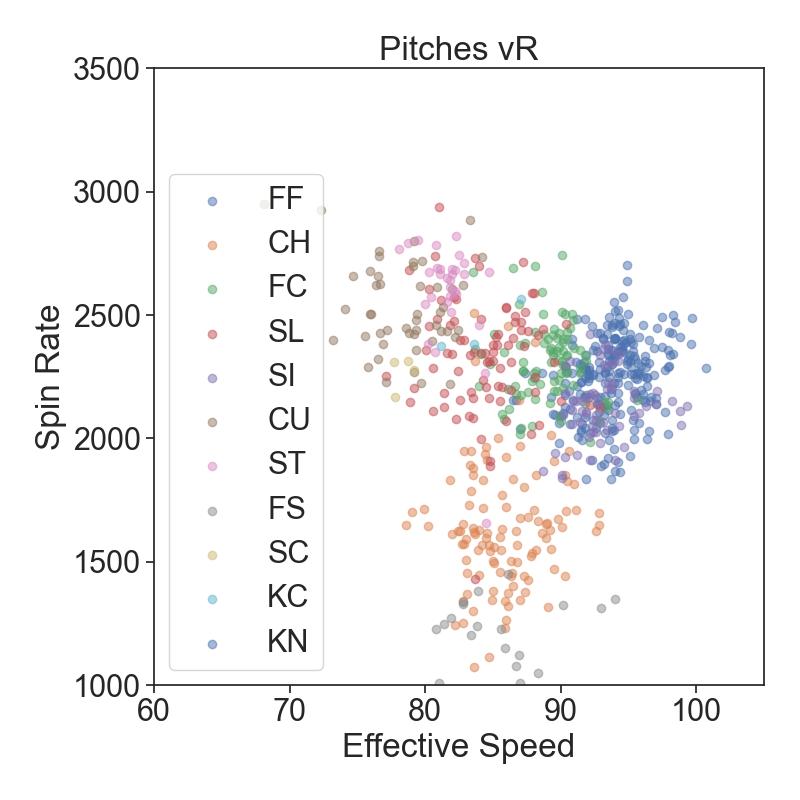 Pitches vR
3500
3000
2500
2000
1500
1000
Spin Rate
FF
CH
FC
SL
SI
CU
ST
FS
SC
KC
KN
60 70 80 90 100
Effective Speed